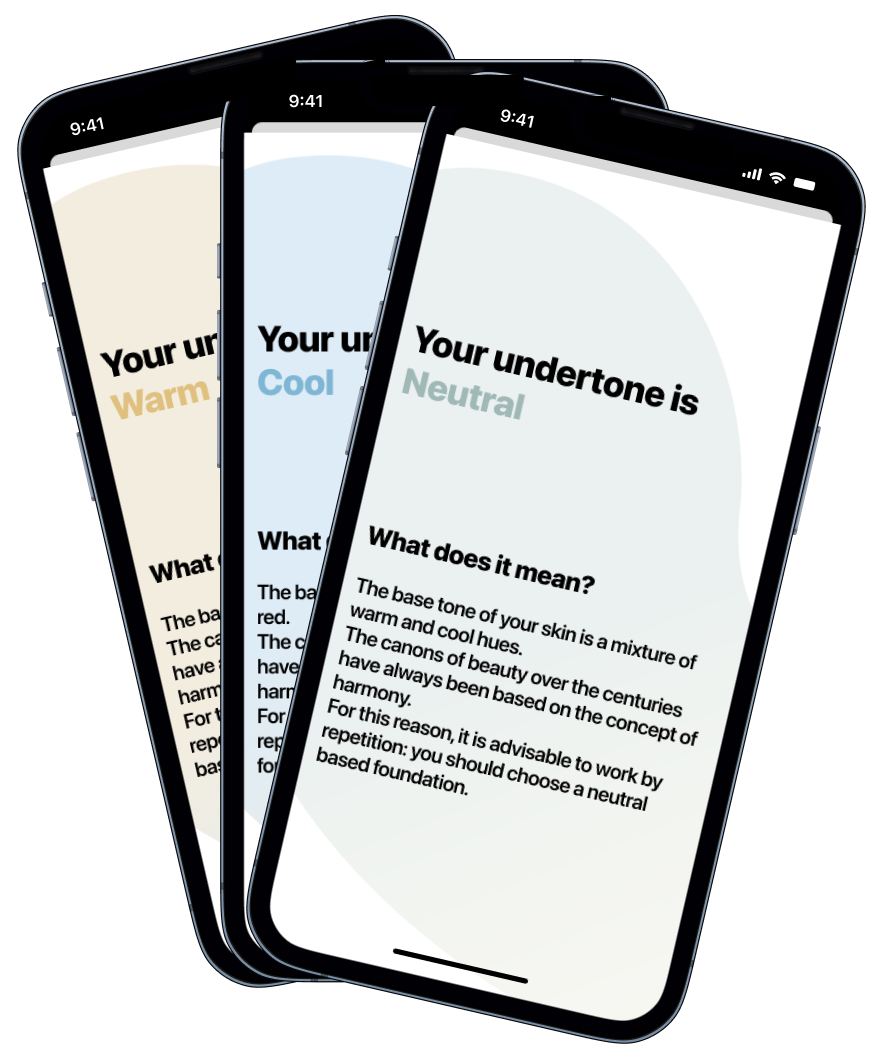 9:41
Your un
Warm
What
The ba
The ca
have
harm
For t
repe
bas
9:41
Your un
Cool
What
The ba
red.
The c
have
harm
For
rep
for
9:41
Your undertone is
Neutral
What does it mean?
The base tone of your skin is a mixture of
warm and cool hues.
The canons of beauty over the centuries
have always been based on the concept of
harmony.
For this reason, it is advisable to work by
repetition: you should choose a neutral
based foundation.